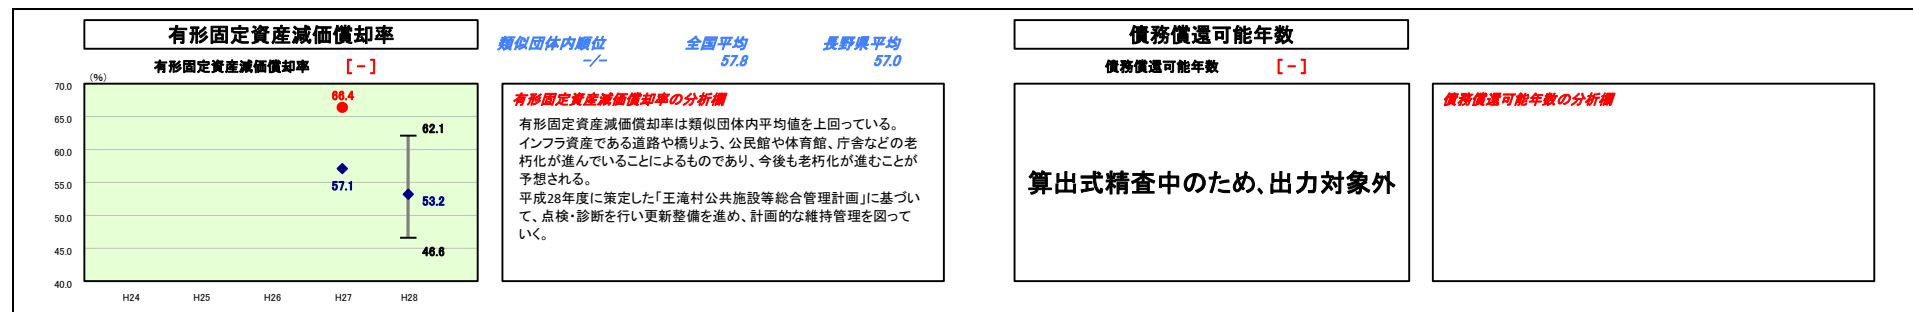 有形固定資産減価償却率
類似団体内順位 全国平均 長野県平均
-/- 57.8 57.0
有形固定資産減価償却率 [ - ]
(%)
70.0
65.0
60.0
55.0
50.0
45.0
40.0
66.4
62.1
57.1
53.2
46.6
H24 H25 H26 H27 H28
有形固定資産減価償却率の分析欄
有形固定資産減価償却率は類似団体内平均値を上回っている。
インフラ資産である道路や橋りょう、公民館や体育館、庁舎などの老
朽化が進んでいることによるものであり、今後も老朽化が進むことが
予想される。
平成28年度に策定した「王滝村公共施設等総合管理計画」に基づい
て、点検・診断を行い更新整備を進め、計画的な維持管理を図って
いく。
債務償還可能年数
債務償還可能年数 [ - ]
算出式精査中のため、出力対象外
債務償還可能年数の分析欄